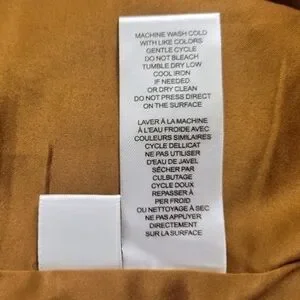 MACHINE WASH COLD
WITH LIKE COLORS
GENTLE CYCLE
DO NOT BLEACH
TUMBLE DRY LOW
COOL IRON
IF NEEDED
OR DRY CLEAN
DO NOT PRESS DIRECT
ON THE SURFACE
LAVER À LA MACHINE
À L'EAU FROIDE AVEC
COULEURS SIMILAIRES
CYCLE DELLICAT
NE PAS UTILISER
D'EAU DE JAVEL
SÉCHER PAR
CULBUTAGE
CYCLE DOUX
REPASSER À
PER FROID
OU NETTOYAGE À SEC
NE PAS APPUYER
DIRECTEMENT
SUR LA SURFACE